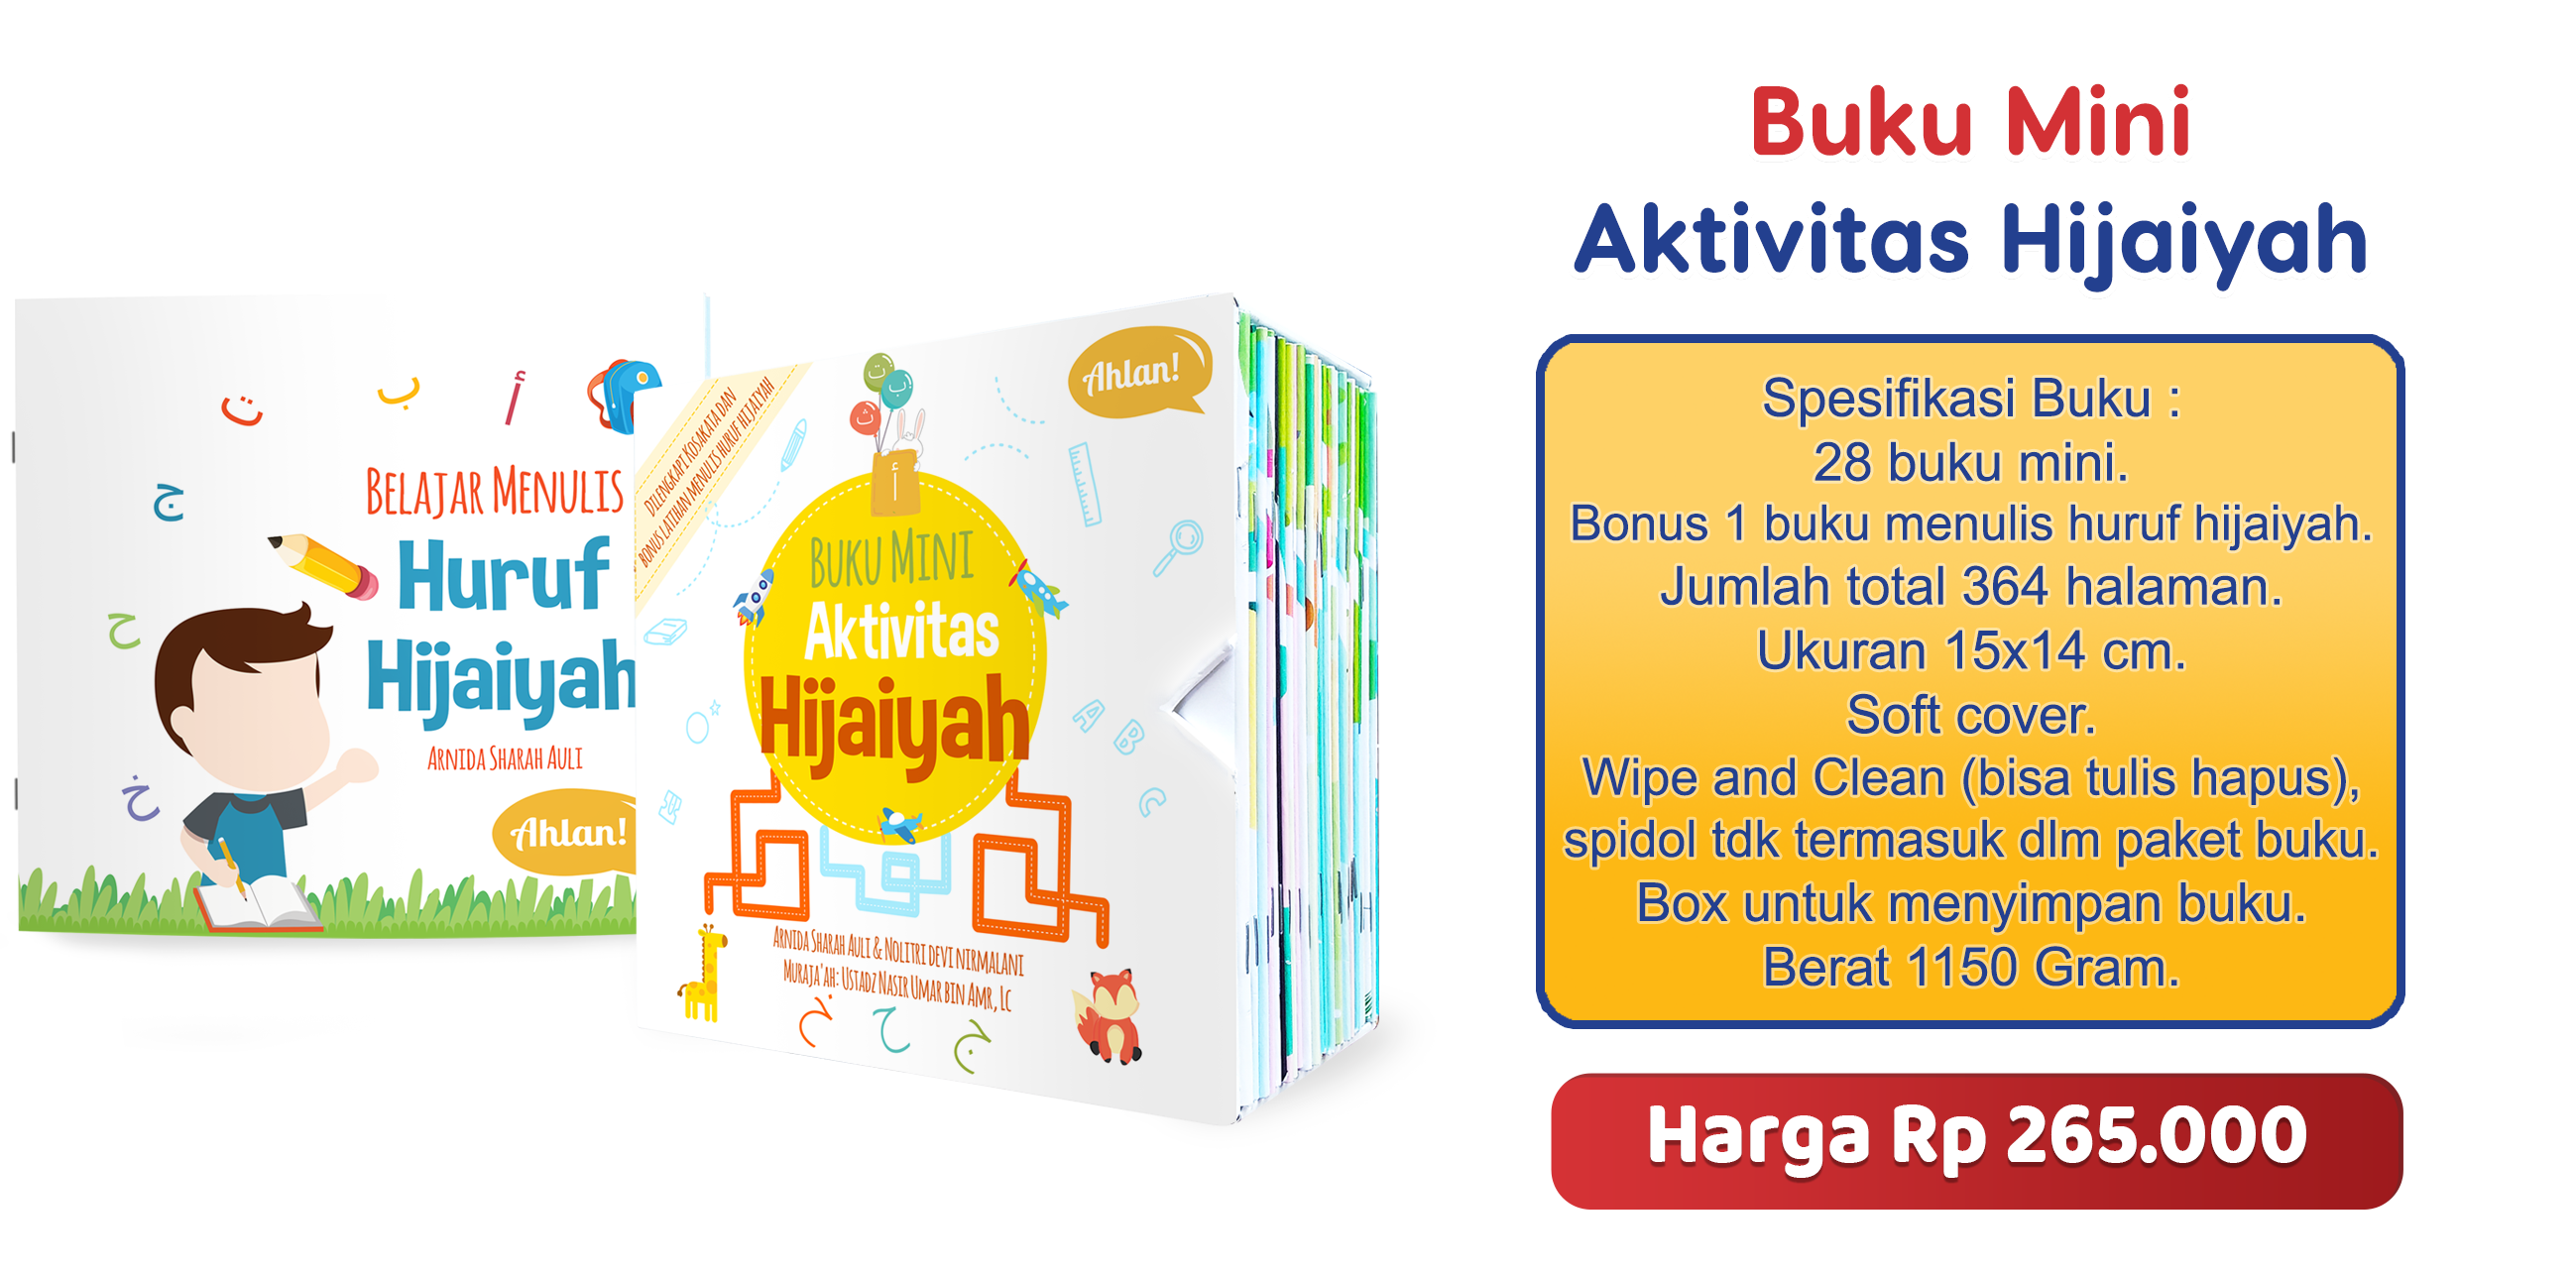 Buku Mini
Aktivitas Hijaiyah
ت
ب
أ
ج
ح
خ
BELAJAR MENULIS
Huruf
Hijaiyah
ARNIDA SHARAH AULI
Ahlan!
DILENGKAPI KOSAKATA DAN
BONUS LATIHAN MENULIS HURUF HIJAIYAH
Ahlan!
ت
ب
ث
أ
BUKU MINI
Aktivitas
Hijaiyah
A B C
ARNIDA SHARAH AULI & NOLITRI DEVI NIRMALANI
MURAJA'AH: USTADZ NASIR UMAR BIN AMR, Lc
خ
ح
ج
Spesifikasi Buku :
28 buku mini.
Bonus 1 buku menulis huruf hijaiyah.
Jumlah total 364 halaman.
Ukuran 15x14 cm.
Soft cover.
Wipe and Clean (bisa tulis hapus),
spidol tdk termasuk dlm paket buku.
Box untuk menyimpan buku.
Berat 1150 Gram.
Harga Rp 265.000